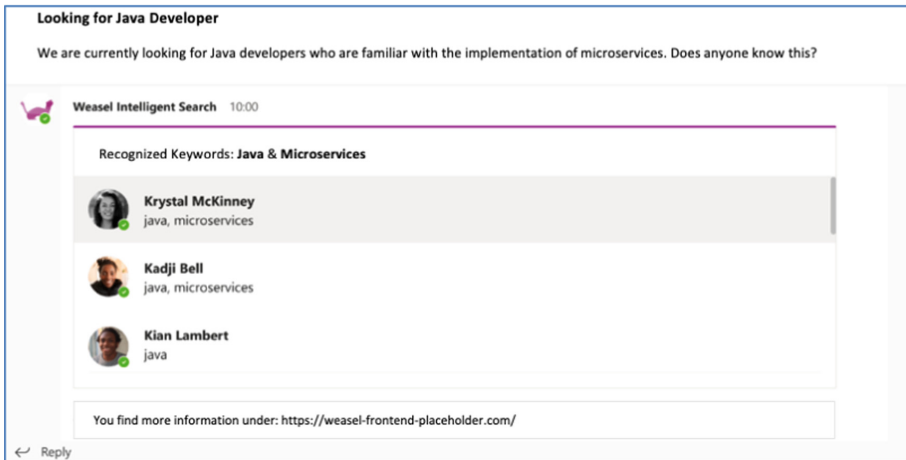 Looking for Java Developer
We are currently looking for Java developers who are familiar with the implementation of microservices. Does anyone know this?
Weasel Intelligent Search 10:00
Recognized Keywords: Java & Microservices
Krystal McKinney
java, microservices
Kadji Bell
java, microservices
Kian Lambert
java
You find more information under: https://weasel-frontend-placeholder.com/
Reply